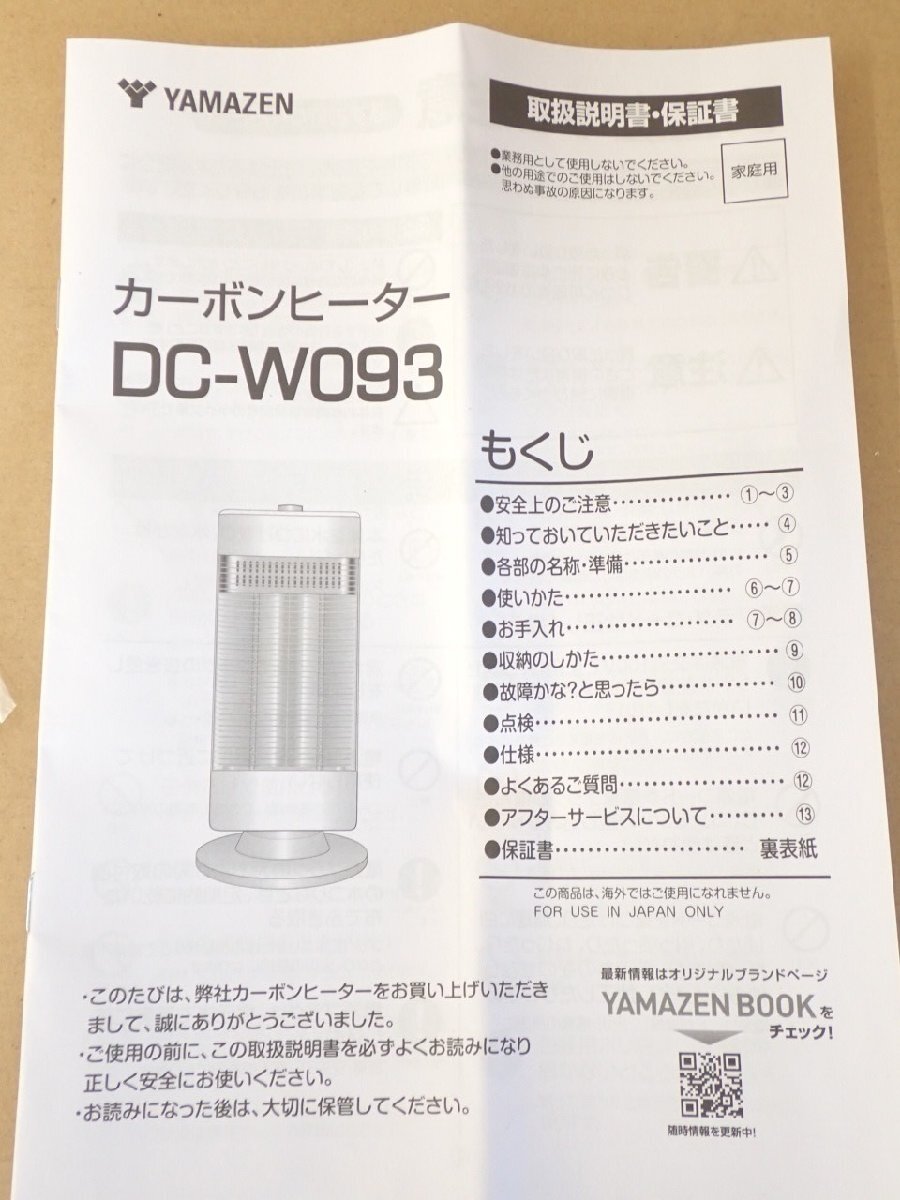 YAMAZEN
取扱説明書・保証書
●業務用として使用しないでください。
●他の用途でのご使用はしないでください。
思わぬ事故の原因になります。
家庭用
カーボンヒーター
DC-W093
もくじ
●安全上のご注意‥‥‥‥‥‥①～③
●知っておいていただきたいこと‥‥④
●各部の名称・準備‥‥‥‥‥‥‥⑤
●使いかた‥‥‥‥‥‥‥‥⑥～⑦
●お手入れ‥‥‥‥‥‥‥‥⑦～⑧
●収納のしかた‥‥‥‥‥‥‥‥‥⑨
●故障かな?と思ったら‥‥‥‥‥⑩
●点検‥‥‥‥‥‥‥‥‥‥‥‥⑪
●仕様‥‥‥‥‥‥‥‥‥‥‥‥⑫
●よくあるご質問‥‥‥‥‥‥‥‥⑫
●アフターサービスについて‥‥‥⑬
●保証書‥‥‥‥‥‥‥‥‥裏表紙
この商品は、海外ではご使用になれません。
FOR USE IN JAPAN ONLY
・このたびは、弊社カーボンヒーターをお買い上げいただき
まして、誠にありがとうございました。
・ご使用の前に、この取扱説明書を必ずよくお読みになり
正しく安全にお使いください。
・お読みになった後は、大切に保管してください。
最新情報はオリジナルブランドページ
YAMAZEN BOOKを
チェック!
随時情報を更新中!